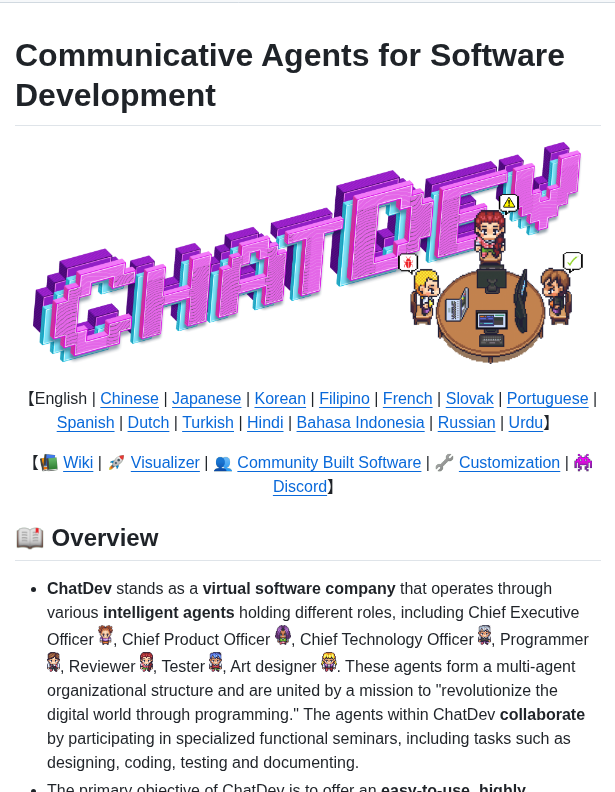 Communicative Agents for Software
Development
CHATDEV
【English | Chinese | Japanese | Korean | Filipino | French | Slovak | Portuguese |
Spanish | Dutch | Turkish | Hindi | Bahasa Indonesia | Russian | Urdu】
【📚 Wiki | 🚀 Visualizer | 👥 Community Built Software | 🔧 Customization | 👾
Discord】
📖 Overview
• ChatDev stands as a virtual software company that operates through
various intelligent agents holding different roles, including Chief Executive
Officer , Chief Product Officer , Chief Technology Officer , Programmer
, Reviewer , Tester , Art designer . These agents form a multi-agent
organizational structure and are united by a mission to "revolutionize the
digital world through programming." The agents within ChatDev collaborate
by participating in specialized functional seminars, including tasks such as
designing, coding, testing and documenting.
• The primary objective of ChatDev is to offer an easy-to-use, highly